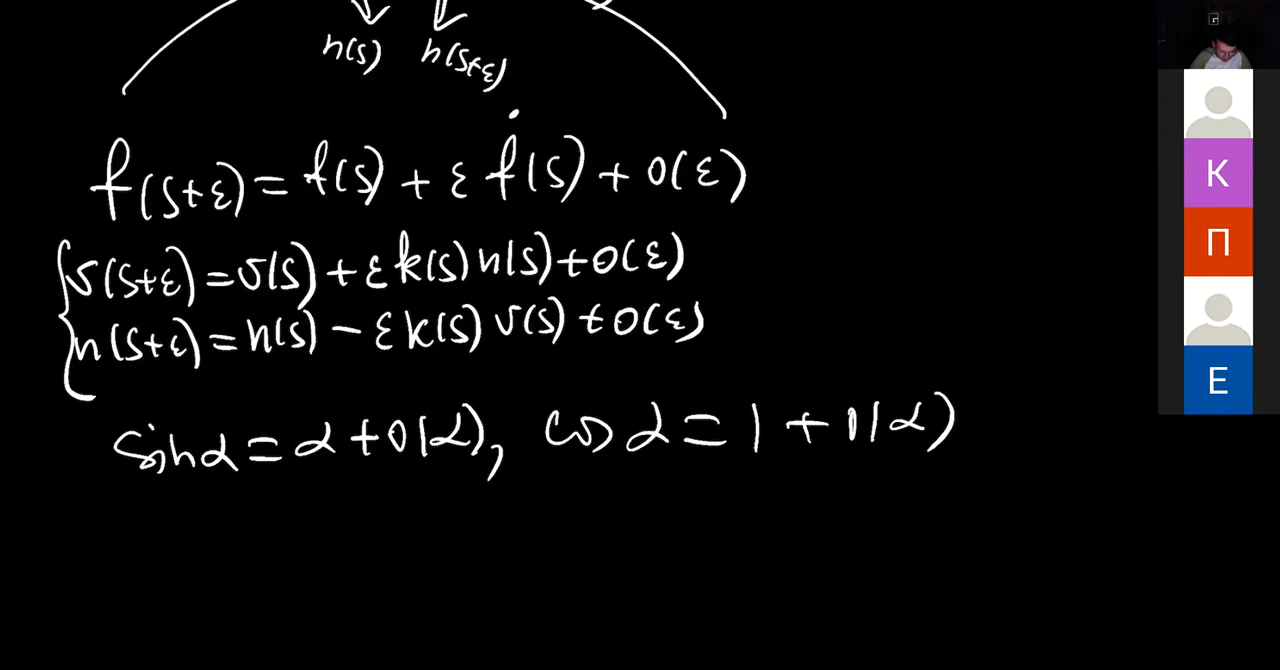 n(s) n(s+ε)
f(s+ε) = f(s) + ε ḟ(s) + o(ε)
v(s+ε) = v(s) + ε k(s) n(s) + o(ε)
n(s+ε) = n(s) − ε k(s) v(s) + o(ε)
sin α = α + o(α), cos α = 1 + o(α)
К
П
Е